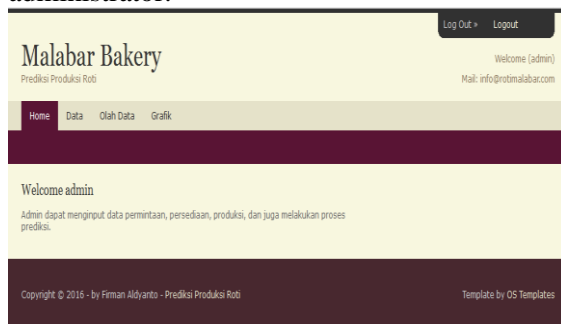 administrator.
Log Out » Logout
Malabar Bakery
Prediksi Produksi Roti
Welcome (admin)
Mail: info@rotimalabar.com
Home Data Olah Data Grafik
Welcome admin
Admin dapat menginput data permintaan, persediaan, produksi, dan juga melakukan proses
prediksi.
Copyright © 2016 - by Firman Aldyanto - Prediksi Produksi Roti
Template by OS Templates